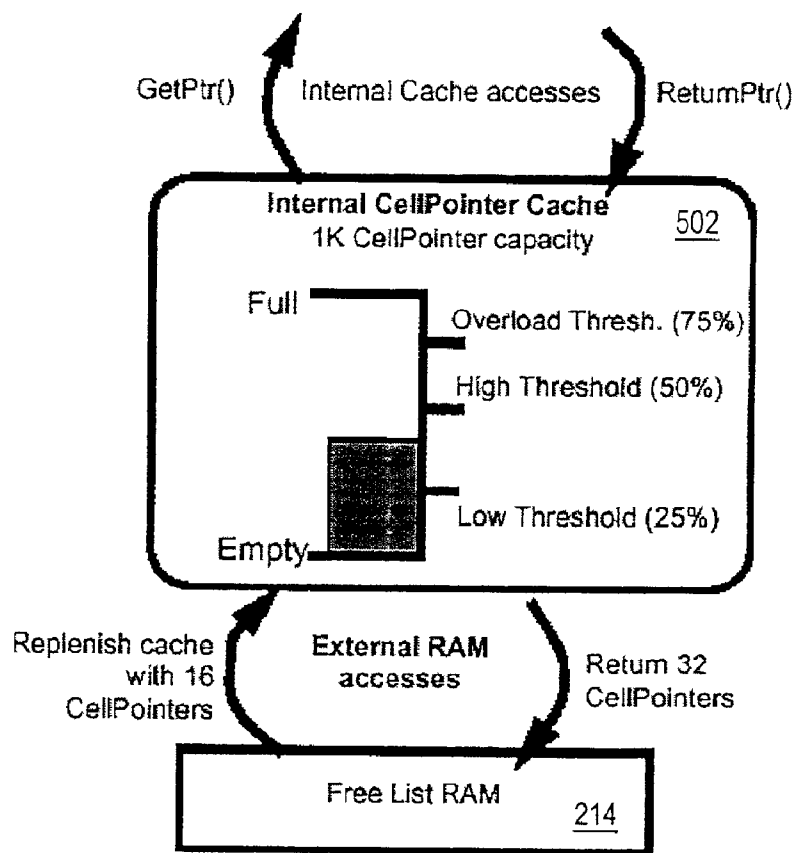 GetPtr()
Internal Cache accesses
ReturnPtr()
Internal CellPointer Cache
1K CellPointer capacity
502
Full
Overload Thresh. (75%)
High Threshold (50%)
Low Threshold (25%)
Empty
Replenish cache
with 16
CellPointers
External RAM
accesses
Return 32
CellPointers
Free List RAM
214